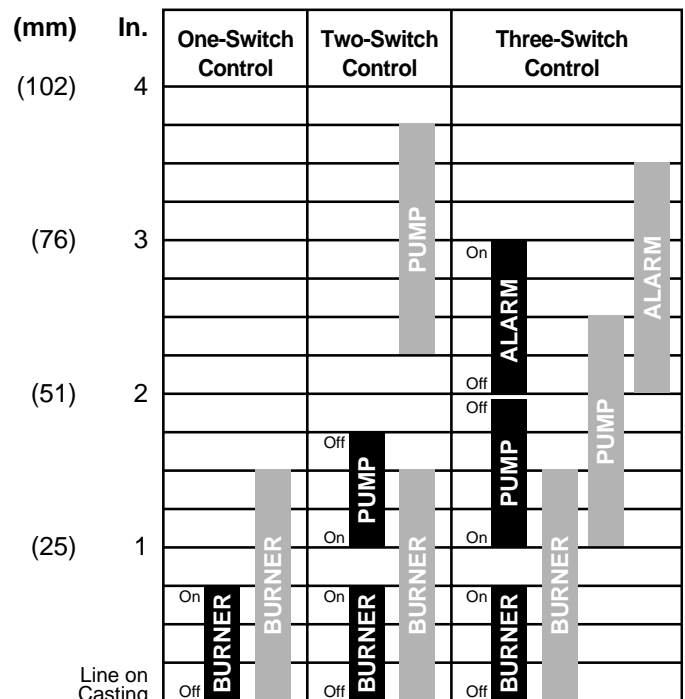 (mm) In.
One-Switch Control
Two-Switch Control
Three-Switch Control
(102) 4
(76) 3
(51) 2
(25) 1
Line on
Casting
On
BURNER
Off
BURNER
PUMP
Off
PUMP
On
On
BURNER
Off
BURNER
On
ALARM
Off
Off
PUMP
On
On
BURNER
Off
BURNER
PUMP
ALARM